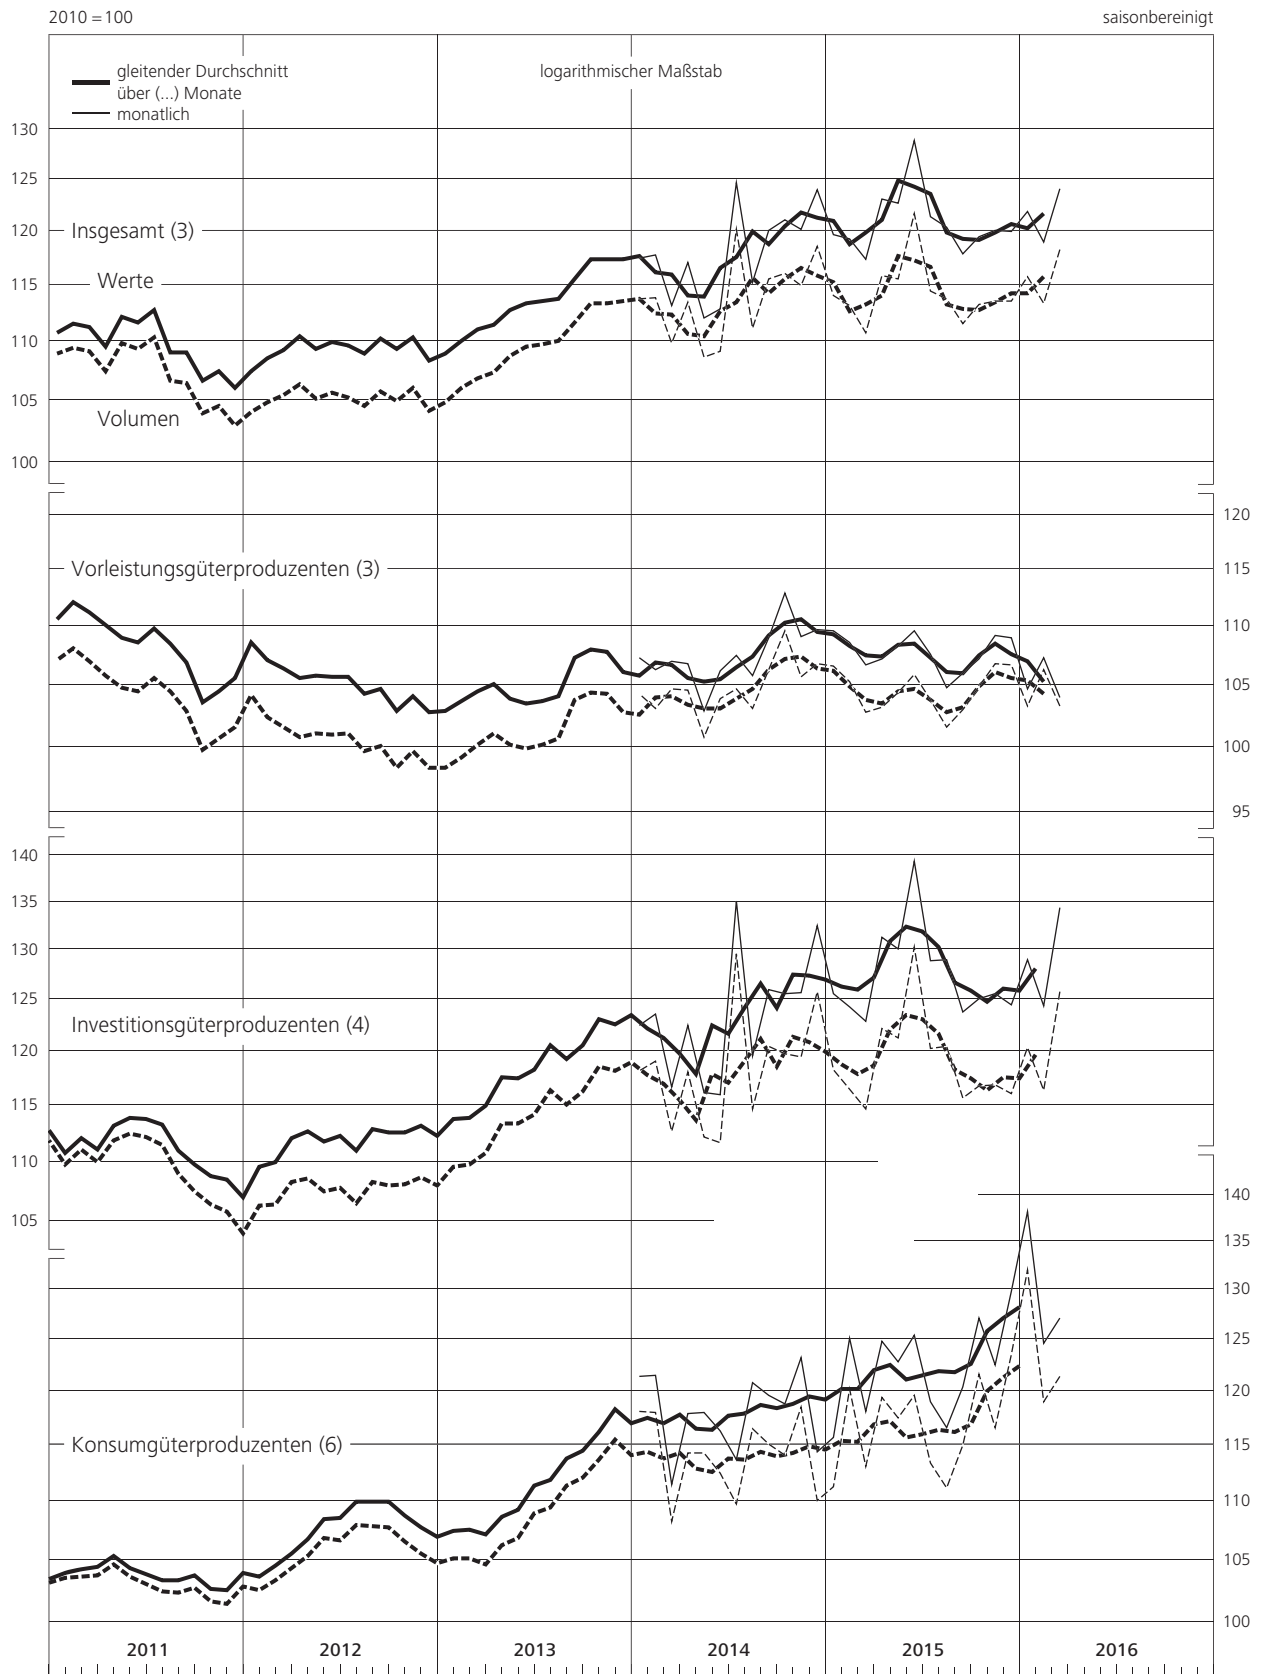 2010 = 100
saisonbereinigt
gleitender Durchschnitt
über (...) Monate
monatlich
logarithmischer Maßstab
130
125
120
Insgesamt (3)
Werte
115
110
105
Volumen
100
120
Vorleistungsgüterproduzenten (3)
115
110
105
100
95
140
135
130
125
Investitionsgüterproduzenten (4)
120
115
110
105
140
135
130
125
120
Konsumgüterproduzenten (6)
115
110
105
100
2011 2012 2013 2014 2015 2016